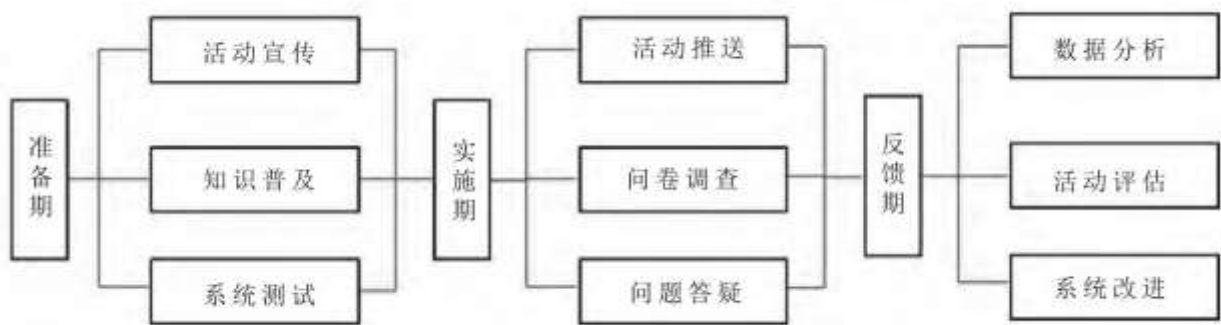 准备期
活动宣传
知识普及
系统测试
实施期
活动推送
问卷调查
问题答疑
反馈期
数据分析
活动评估
系统改进